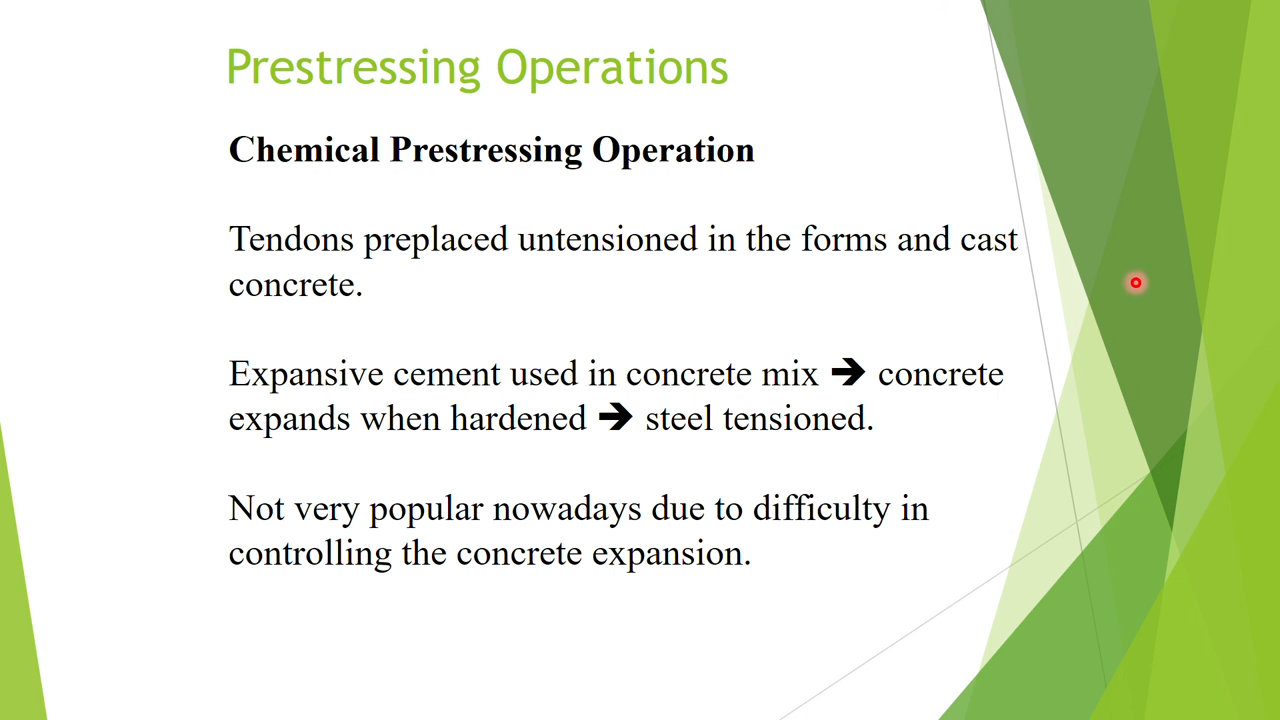 Prestressing Operations
Chemical Prestressing Operation
Tendons preplaced untensioned in the forms and cast
concrete.
Expansive cement used in concrete mix ➔ concrete
expands when hardened ➔ steel tensioned.
Not very popular nowadays due to difficulty in
controlling the concrete expansion.